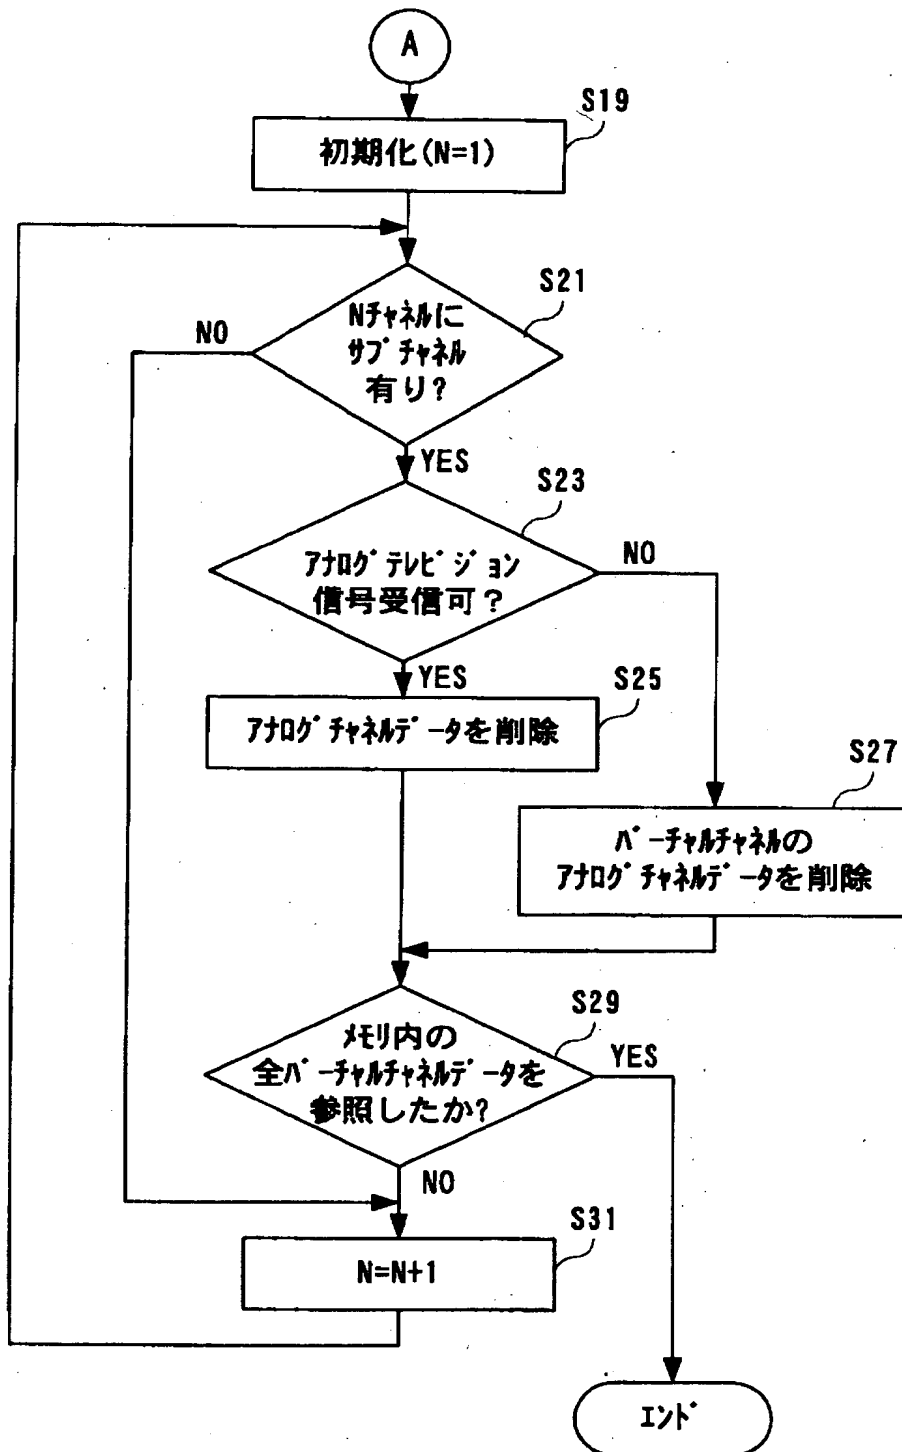 A
S19
初期化(N=1)
S21
Nチャネルに
サブチャネル
有り?
NO
YES
S23
アナログテレビジョン
信号受信可?
NO
YES
S25
アナログチャネルデータを削除
S27
バーチャルチャネルの
アナログチャネルデータを削除
S29
メモリ内の
全バーチャルチャネルデータを
参照したか?
YES
NO
S31
N=N+1
エンド